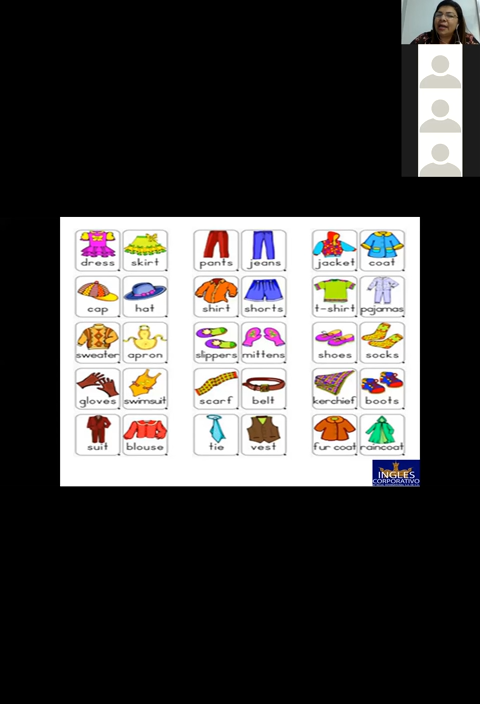 dress skirt pants jeans jacket coat
cap hat shirt shorts t-shirt pajamas
sweater apron slippers mittens shoes socks
gloves swimsuit scarf belt kerchief boots
suit blouse tie vest fur coat raincoat
INGLES
CORPORATIVO